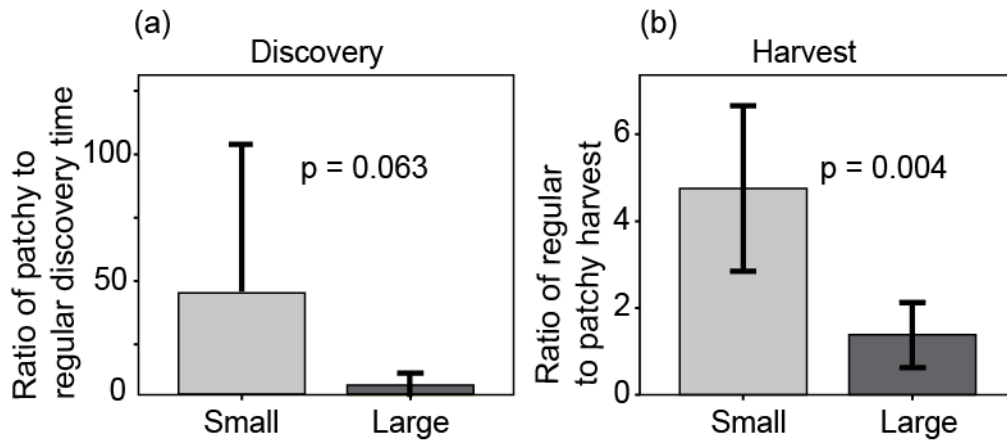 (a)
Discovery
Ratio of patchy to
regular discovery time
100
50
0
p = 0.063
Small
Large
(b)
Harvest
Ratio of regular
to patchy harvest
6
4
2
0
p = 0.004
Small
Large